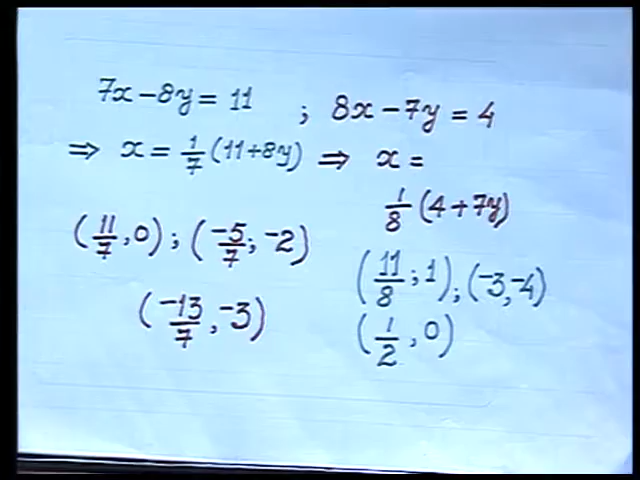 7x-8y= 11 ; 8x-7y = 4
⇒ x = 1/7 (11+8y) ⇒ x =
1/8 (4+7y)
(11/7, 0) ; (-5/7; -2)
(11/8 ; 1) ; (-3, -4)
(-13/7, -3)
(1/2, 0)